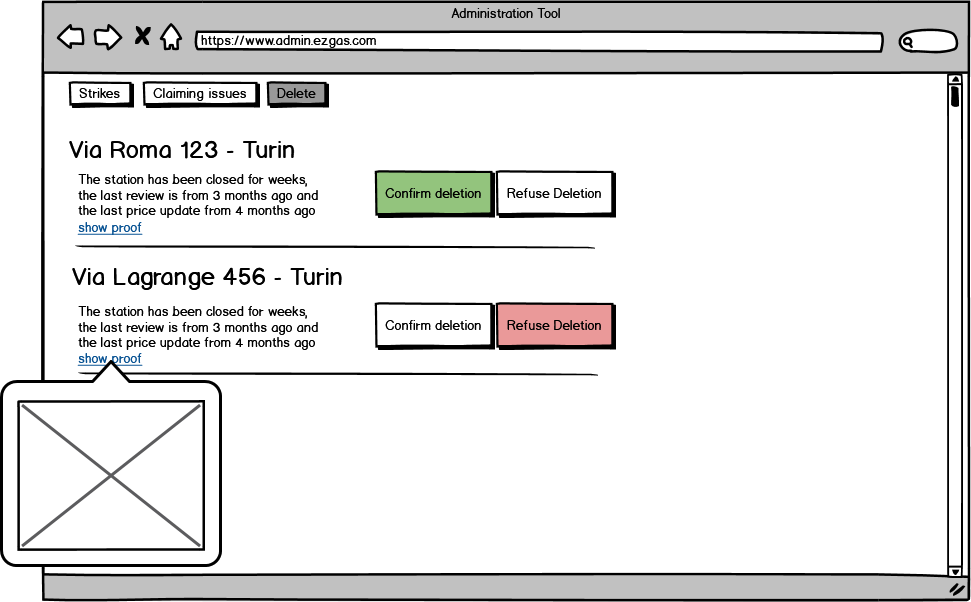 Administration Tool
https://www.admin.ezgas.com
Strikes
Claiming issues
Delete
Via Roma 123 - Turin
The station has been closed for weeks,
the last review is from 3 months ago and
the last price update from 4 months ago
show proof
Confirm deletion
Refuse Deletion
Via Lagrange 456 - Turin
The station has been closed for weeks,
the last review is from 3 months ago and
the last price update from 4 months ago
show proof
Confirm deletion
Refuse Deletion